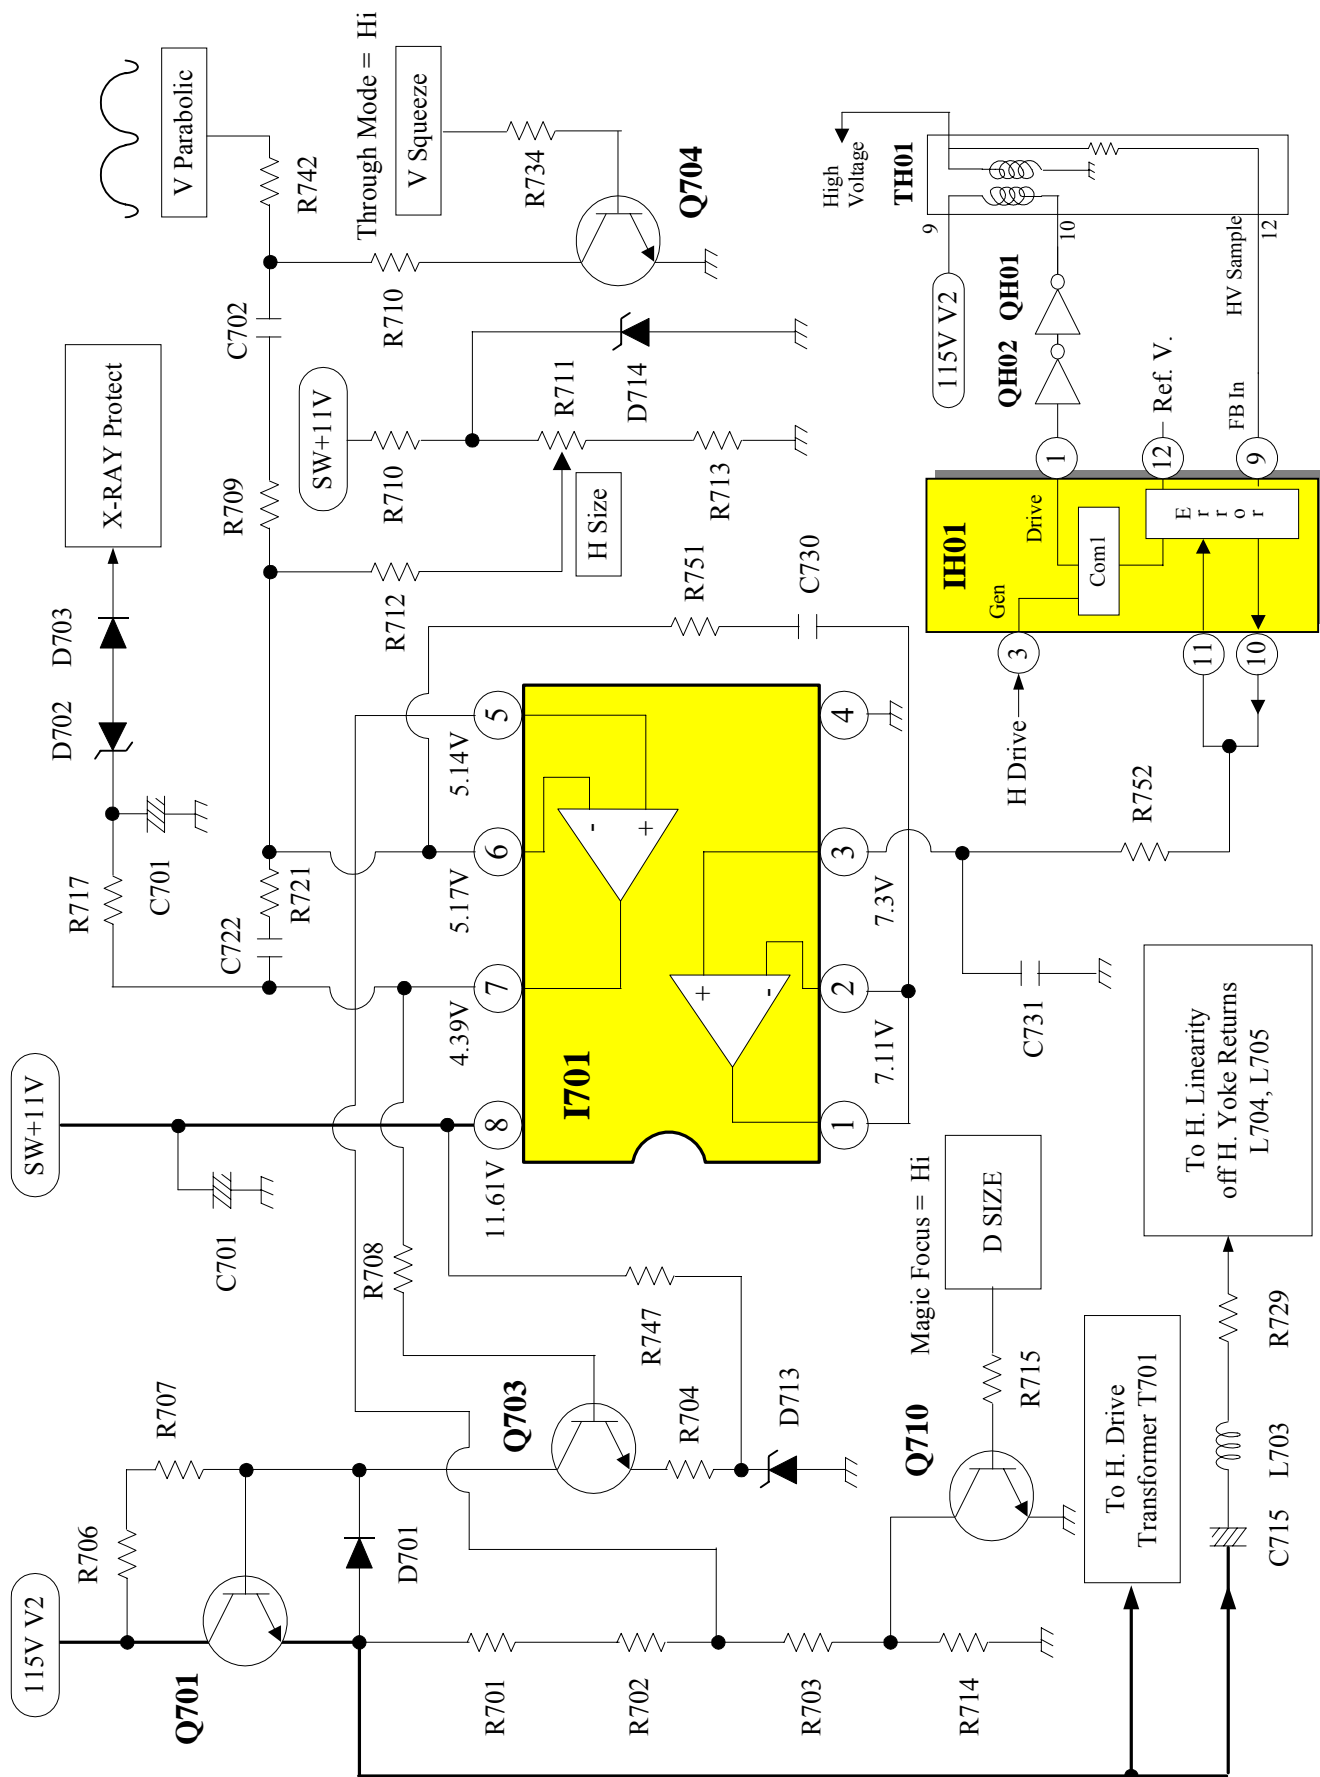 V Parabolic
R742
Through Mode = Hi
V Squeeze
R734
Q704
R710
C702
High
Voltage
TH01
9
10
12
115V V2
QH02 QH01
HV Sample
X-RAY Protect
D703
D702
R717
C701
R709
SW+11V
R710
R711
D714
H Size
R713
R712
R751
C730
IH01
Gen
Drive
Com1
E
r
r
o
r
1
12
Ref. V.
9
FB In
3
H Drive
11
10
R752
C722
R721
5
5.14V
6
5.17V
7
4.39V
8
11.61V
I701
-
+
+
-
4
3
7.3V
2
7.11V
1
C731
SW+11V
C701
R708
R747
Magic Focus = Hi
D SIZE
R715
Q710
To H. Linearity
off H. Yoke Returns
L704, L705
115V V2
R706
R707
Q701
D701
Q703
R704
D713
R701
R702
R703
R714
To H. Drive
Transformer T701
C715
L703
R729